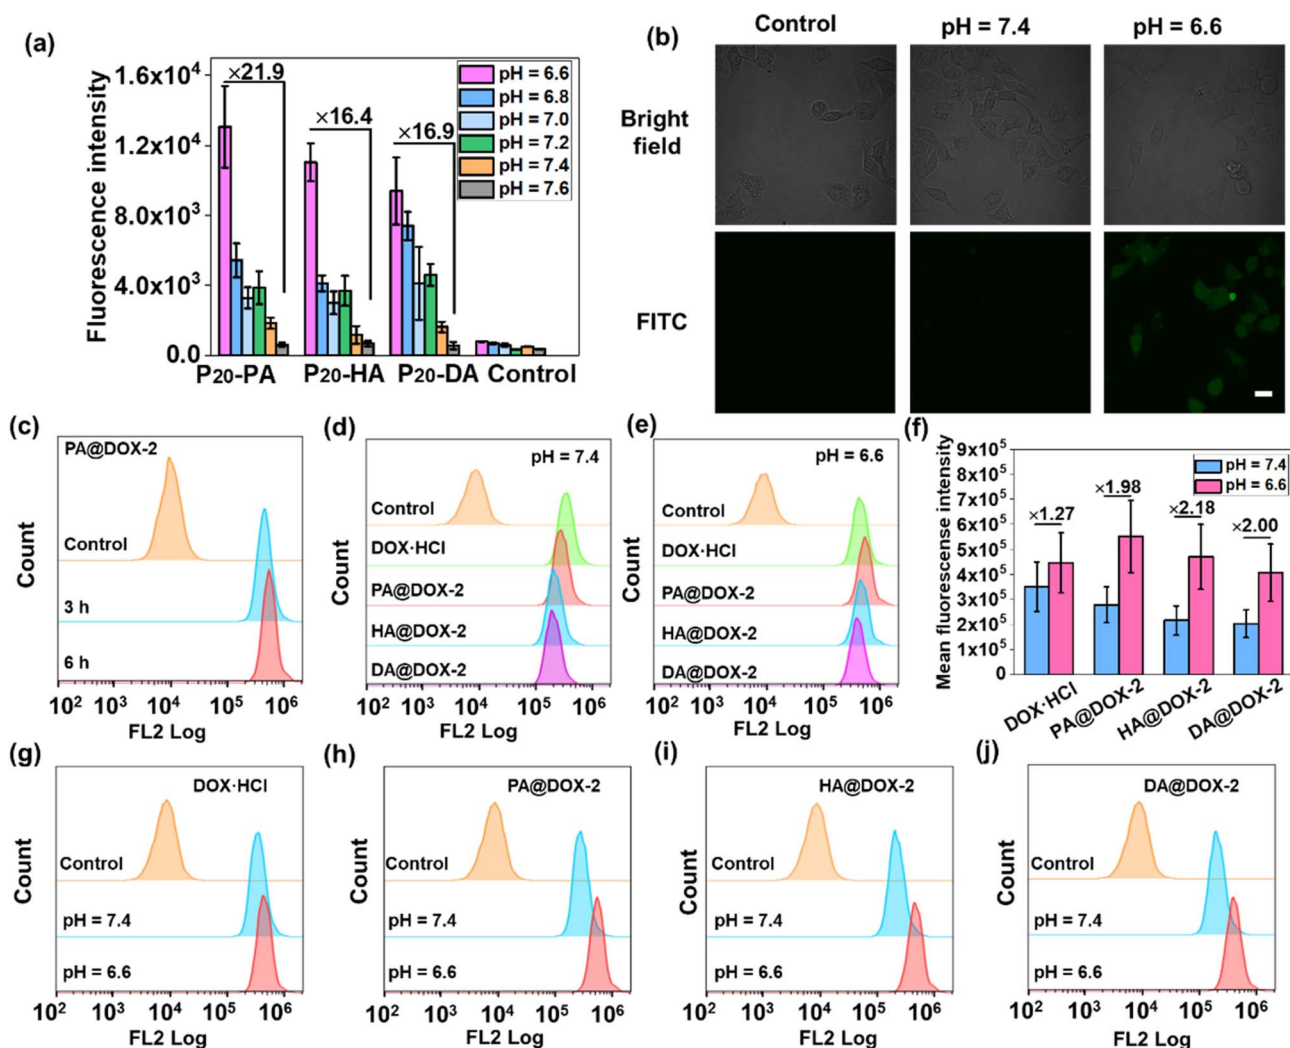 (a)
Fluorescence intensity
1.6x10⁴
1.2x10⁴
8.0x10³
4.0x10³
0.0
×21.9
×16.4
×16.9
pH = 6.6
pH = 6.8
pH = 7.0
pH = 7.2
pH = 7.4
pH = 7.6
P₂₀-PA P₂₀-HA P₂₀-DA Control
(b)
Control pH = 7.4 pH = 6.6
Bright
field
FITC
(c)
PA@DOX-2
Control
3 h
6 h
Count
10² 10³ 10⁴ 10⁵ 10⁶
FL2 Log
(d)
pH = 7.4
Control
DOX·HCl
PA@DOX-2
HA@DOX-2
DA@DOX-2
Count
10² 10³ 10⁴ 10⁵ 10⁶
FL2 Log
(e)
pH = 6.6
Control
DOX·HCl
PA@DOX-2
HA@DOX-2
DA@DOX-2
Count
10² 10³ 10⁴ 10⁵ 10⁶
FL2 Log
(f)
Mean fluorescense intensity
9x10⁵
8x10⁵
7x10⁵
6x10⁵
5x10⁵
4x10⁵
3x10⁵
2x10⁵
1x10⁵
0
pH = 7.4
pH = 6.6
×1.27
×1.98
×2.18
×2.00
DOX·HCl
PA@DOX-2
HA@DOX-2
DA@DOX-2
(g)
DOX·HCl
Control
pH = 7.4
pH = 6.6
Count
10² 10³ 10⁴ 10⁵ 10⁶
FL2 Log
(h)
PA@DOX-2
Control
pH = 7.4
pH = 6.6
Count
10² 10³ 10⁴ 10⁵ 10⁶
FL2 Log
(i)
HA@DOX-2
Control
pH = 7.4
pH = 6.6
Count
10² 10³ 10⁴ 10⁵ 10⁶
FL2 Log
(j)
DA@DOX-2
Control
pH = 7.4
pH = 6.6
Count
10² 10³ 10⁴ 10⁵ 10⁶
FL2 Log